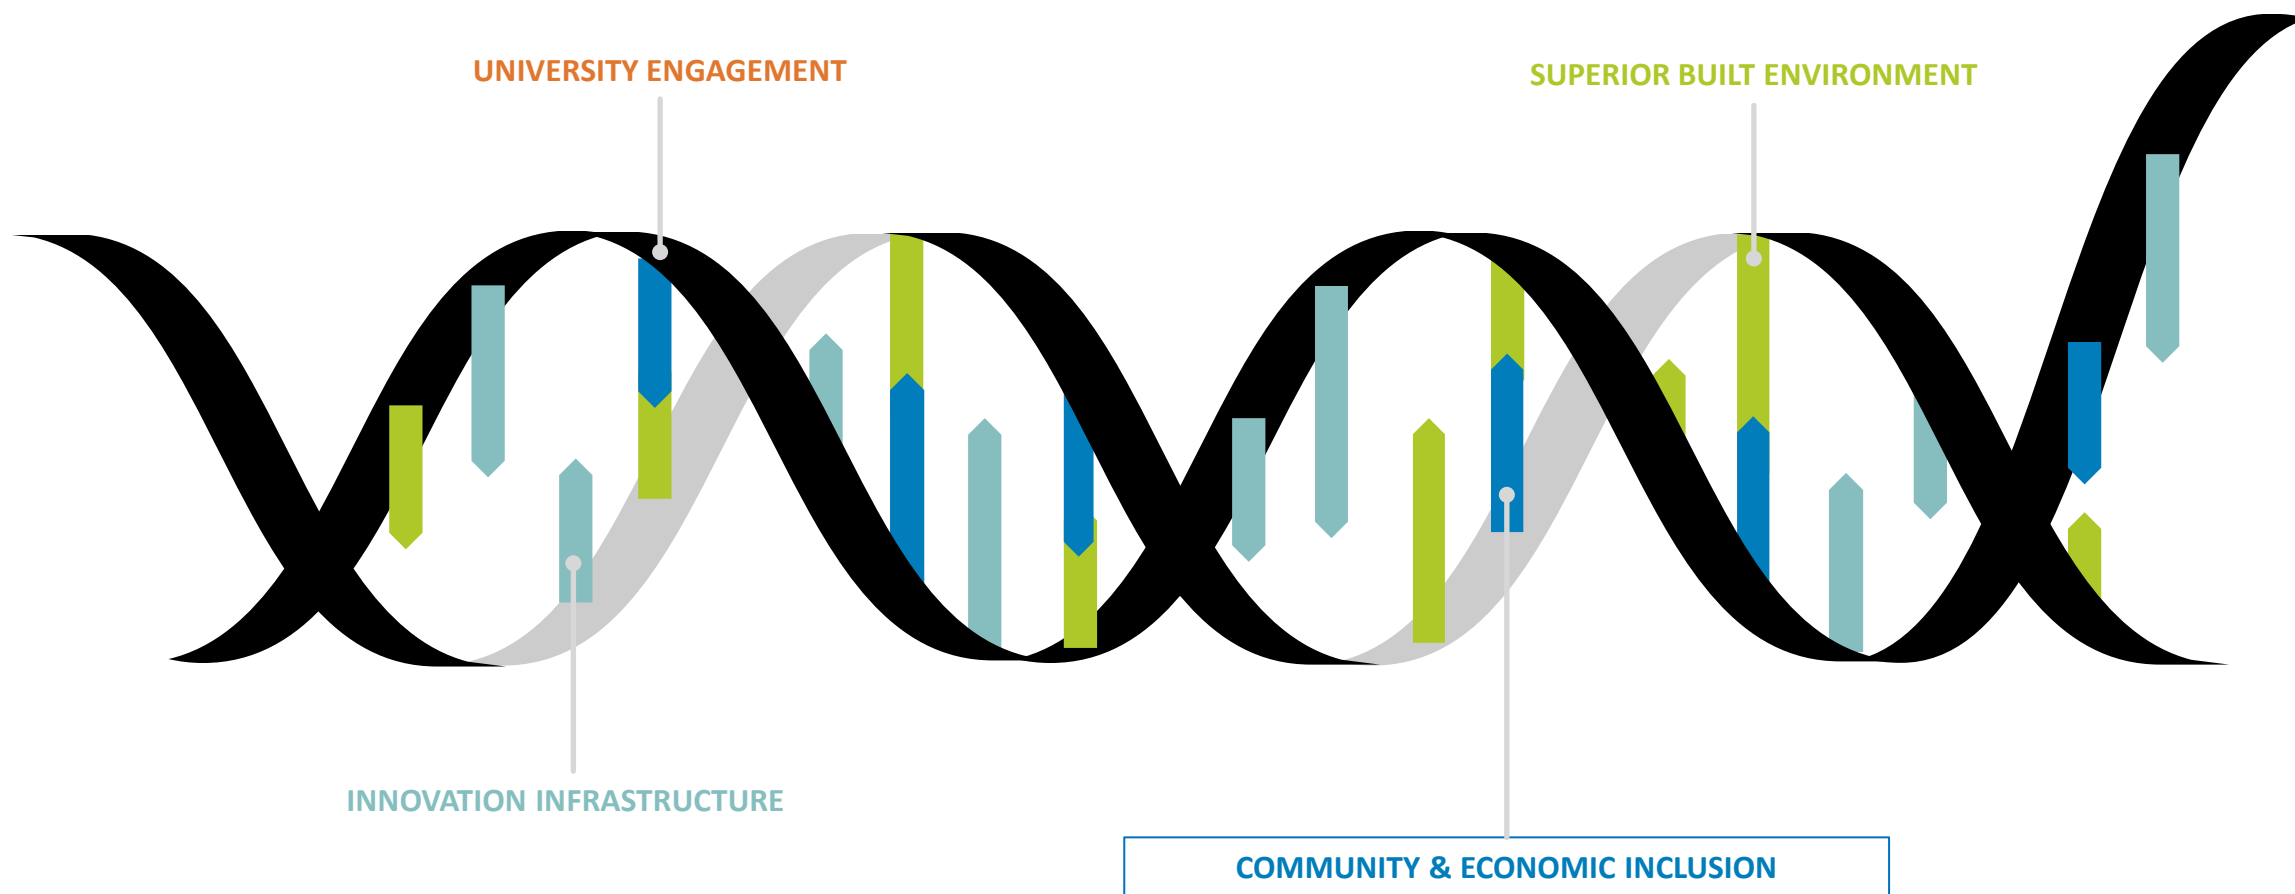 UNIVERSITY ENGAGEMENT
SUPERIOR BUILT ENVIRONMENT
INNOVATION INFRASTRUCTURE
COMMUNITY & ECONOMIC INCLUSION